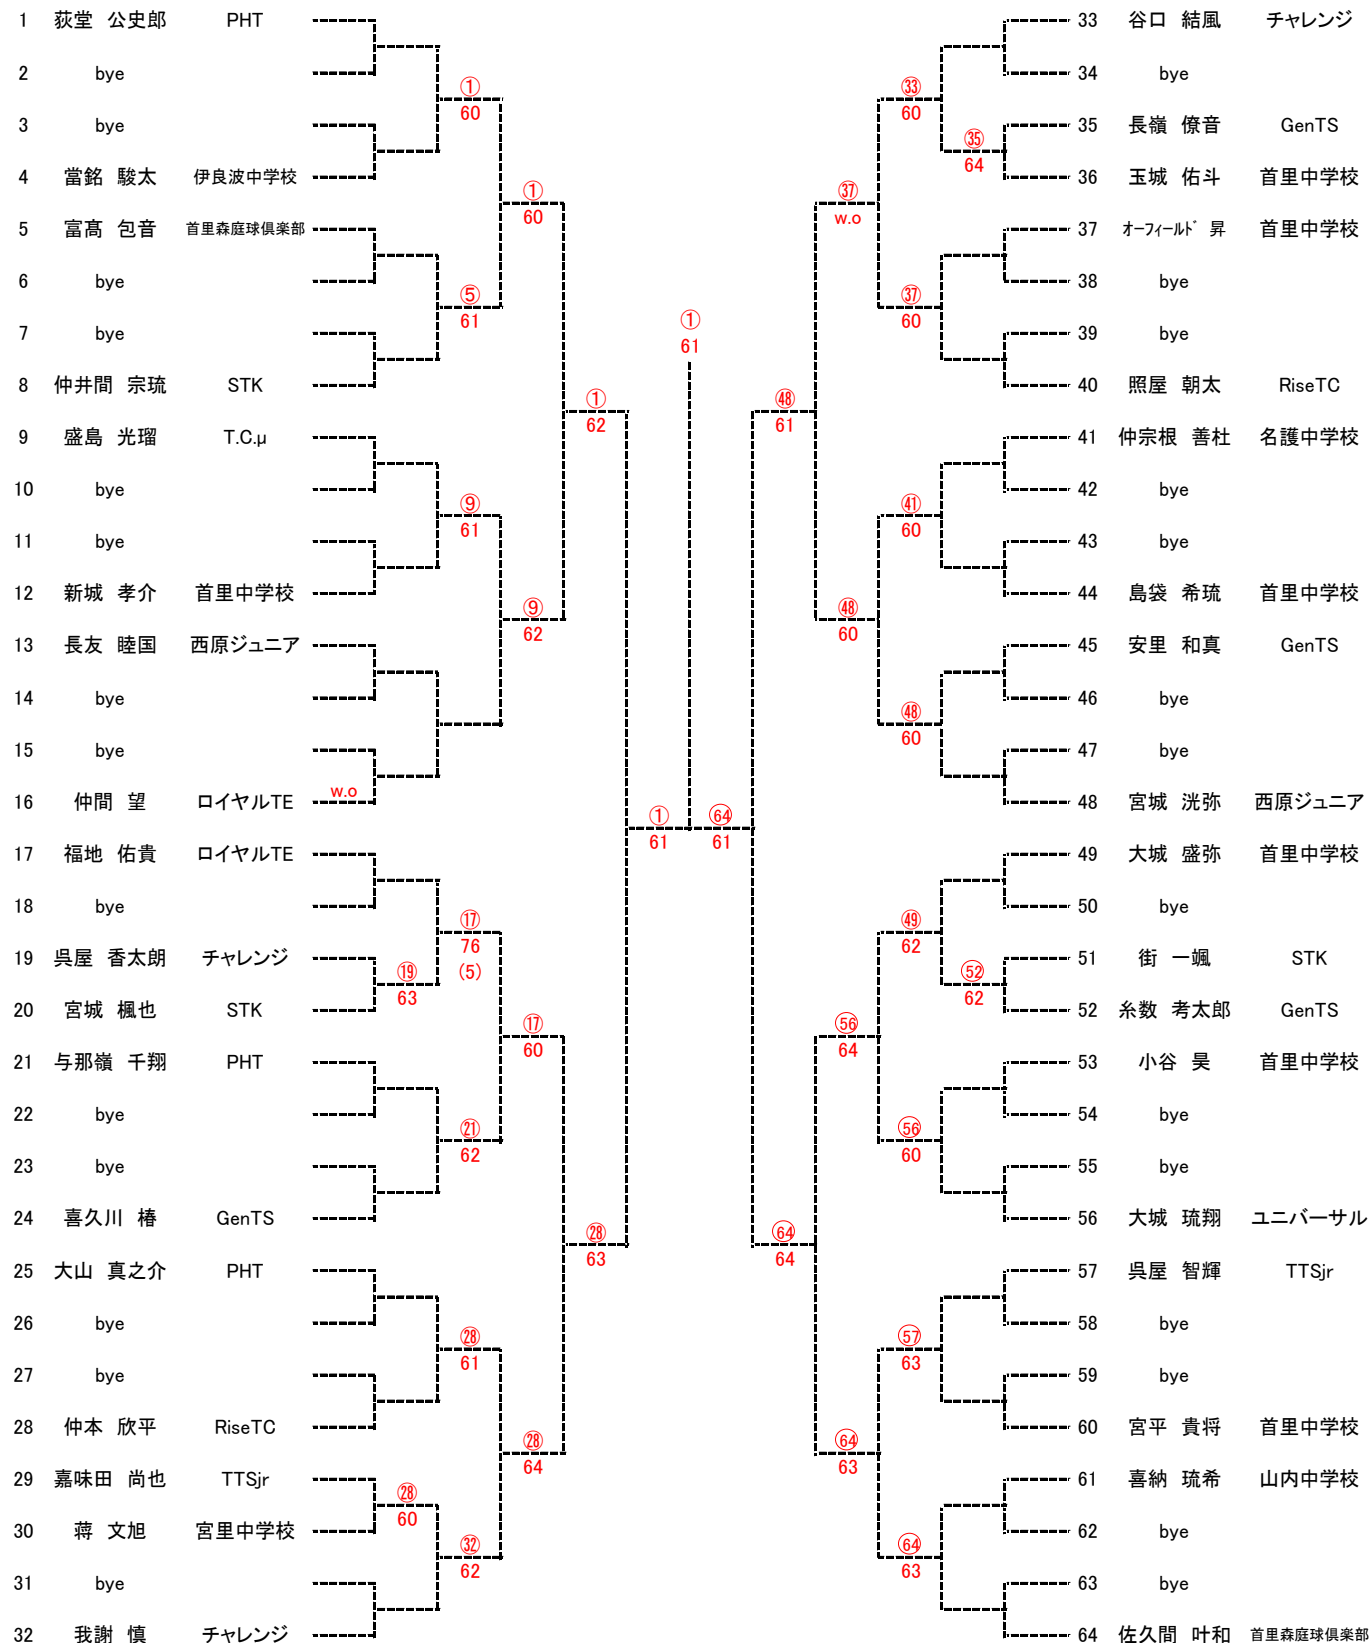 1 荻堂 公史郎 PHT
2 bye
3 bye
4 當銘 駿太 伊良波中学校
5 富髙 包音 首里森庭球倶楽部
6 bye
7 bye
8 仲井間 宗琉 STK
9 盛島 光瑠 T.C.μ
10 bye
11 bye
12 新城 孝介 首里中学校
13 長友 睦国 西原ジュニア
14 bye
15 bye
16 仲間 望 ロイヤルTE w.o
17 福地 佑貴 ロイヤルTE
18 bye
19 呉屋 香太朗 チャレンジ
20 宮城 楓也 STK
21 与那嶺 千翔 PHT
22 bye
23 bye
24 喜久川 椿 GenTS
25 大山 真之介 PHT
26 bye
27 bye
28 仲本 欣平 RiseTC
29 嘉味田 尚也 TTSjr
30 蒋 文旭 宮里中学校
31 bye
32 我謝 慎 チャレンジ
⑲
63
㉘
60
①
60
⑤
61
⑨
61
⑰
76
(5)
㉑
62
㉘
61
㉜
62
①
60
⑨
62
⑰
60
㉘
64
①
62
㉘
63
①
61
①
61
64
61
㊽
61
64
64
㊲
w.o
㊽
60
56
64
64
63
㉝
60
㊲
60
㊶
60
㊽
60
㊾
62
56
60
57
63
64
63
㉟
64
52
62
33 谷口 結風 チャレンジ
34 bye
35 長嶺 僚音 GenTS
36 玉城 佑斗 首里中学校
37 オーフィールド 昇 首里中学校
38 bye
39 bye
40 照屋 朝太 RiseTC
41 仲宗根 善杜 名護中学校
42 bye
43 bye
44 島袋 希琉 首里中学校
45 安里 和真 GenTS
46 bye
47 bye
48 宮城 洸弥 西原ジュニア
49 大城 盛弥 首里中学校
50 bye
51 街 一颯 STK
52 糸数 考太郎 GenTS
53 小谷 昊 首里中学校
54 bye
55 bye
56 大城 琉翔 ユニバーサル
57 呉屋 智輝 TTSjr
58 bye
59 bye
60 宮平 貴将 首里中学校
61 喜納 琉希 山内中学校
62 bye
63 bye
64 佐久間 叶和 首里森庭球倶楽部